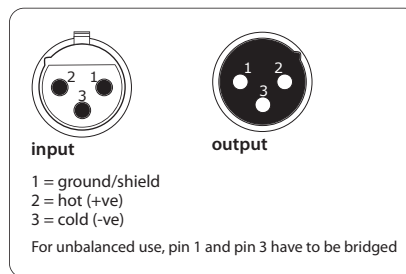 2 1
3
1 2
3
input
output
1 = ground/shield
2 = hot (+ve)
3 = cold (-ve)
For unbalanced use, pin 1 and pin 3 have to be bridged